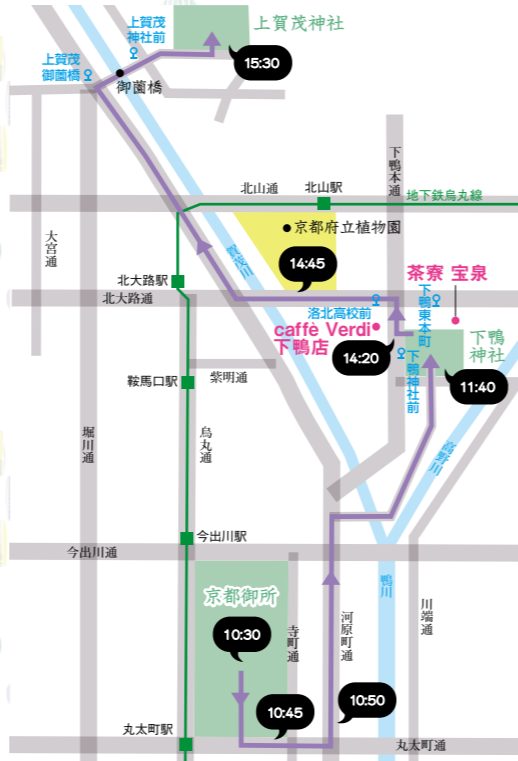 上賀茂神社
上賀茂
神社前
15:30
上賀茂
御薗橋
御薗橋
下鴨本通
北山通
北山駅
地下鉄烏丸線
大宮通
賀茂川
京都府立植物園
14:45
茶寮 宝泉
北大路駅
北大路通
洛北高校前
下鴨東本町
caffè Verdi
下鴨店
14:20
下鴨
神社
下鴨神社前
11:40
鞍馬口駅
紫明通
堀川通
烏丸通
高野川
今出川駅
今出川通
京都御所
10:30
寺町通
河原町通
鴨川
川端通
10:45
10:50
丸太町駅
丸太町通